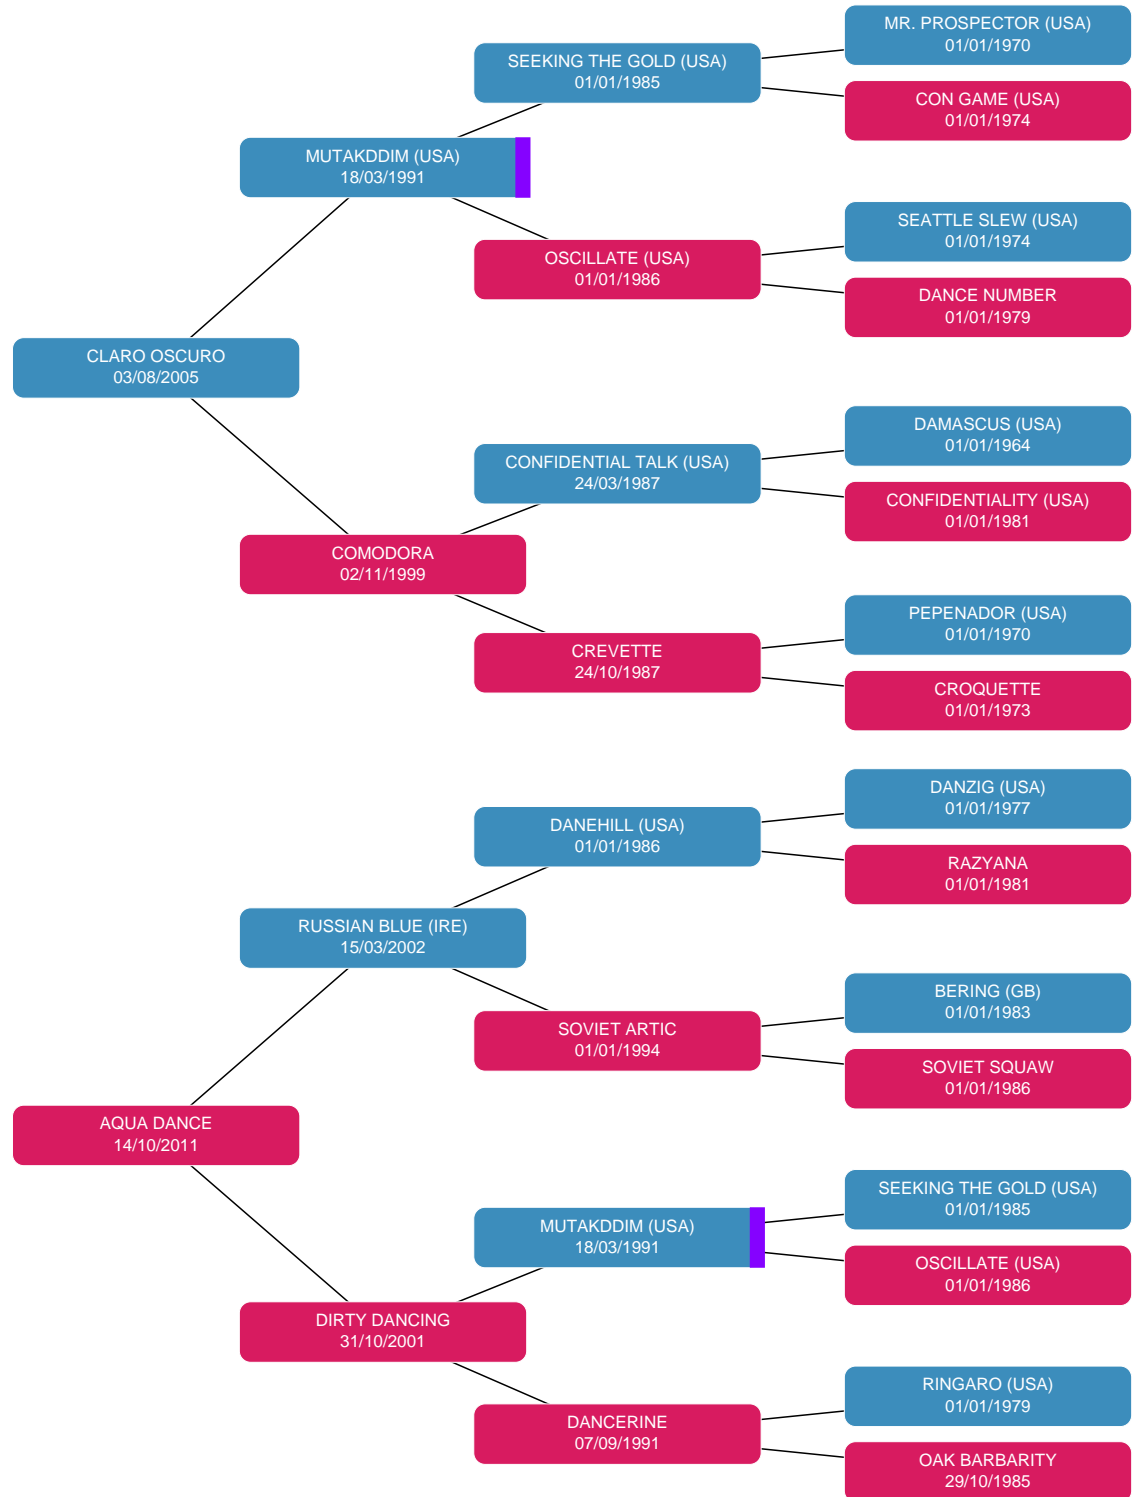 MR. PROSPECTOR (USA)
01/01/1970
SEEKING THE GOLD (USA)
01/01/1985
CON GAME (USA)
01/01/1974
MUTAKDDIM (USA)
18/03/1991
SEATTLE SLEW (USA)
01/01/1974
OSCILLATE (USA)
01/01/1986
DANCE NUMBER
01/01/1979
CLARO OSCURO
03/08/2005
DAMASCUS (USA)
01/01/1964
CONFIDENTIAL TALK (USA)
24/03/1987
CONFIDENTIALITY (USA)
01/01/1981
COMODORA
02/11/1999
PEPENADOR (USA)
01/01/1970
CREVETTE
24/10/1987
CROQUETTE
01/01/1973
DANZIG (USA)
01/01/1977
DANEHILL (USA)
01/01/1986
RAZYANA
01/01/1981
RUSSIAN BLUE (IRE)
15/03/2002
BERING (GB)
01/01/1983
SOVIET ARTIC
01/01/1994
SOVIET SQUAW
01/01/1986
AQUA DANCE
14/10/2011
SEEKING THE GOLD (USA)
01/01/1985
MUTAKDDIM (USA)
18/03/1991
OSCILLATE (USA)
01/01/1986
DIRTY DANCING
31/10/2001
RINGARO (USA)
01/01/1979
DANCERINE
07/09/1991
OAK BARBARITY
29/10/1985